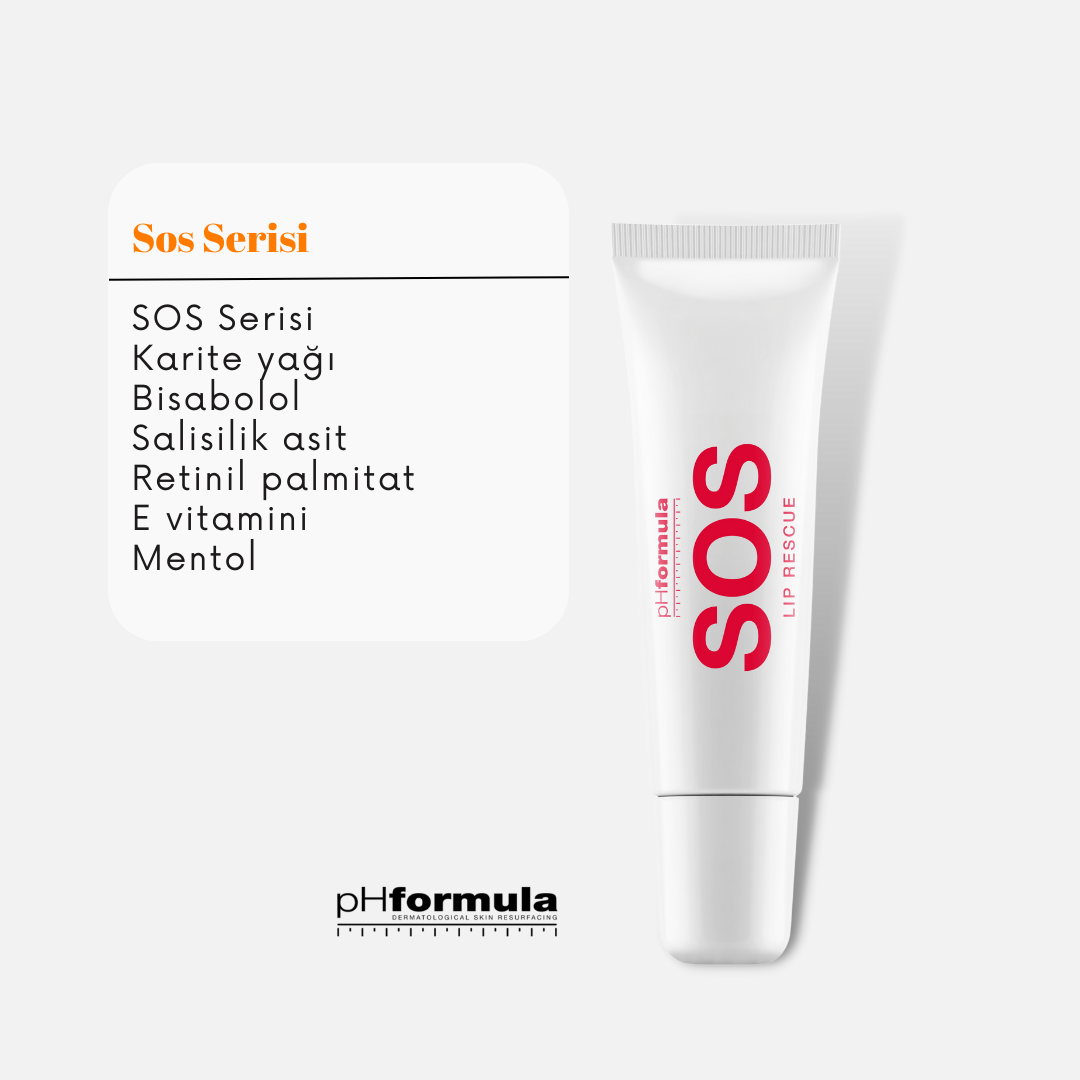 Sos Serisi
SOS Serisi
Karite yağı
Bisabolol
Salisilik asit
Retinil palmitat
E vitamini
Mentol
pHformula
SOS
LIP RESCUE
pHformula
DERMATOLOGICAL SKIN RESURFACING